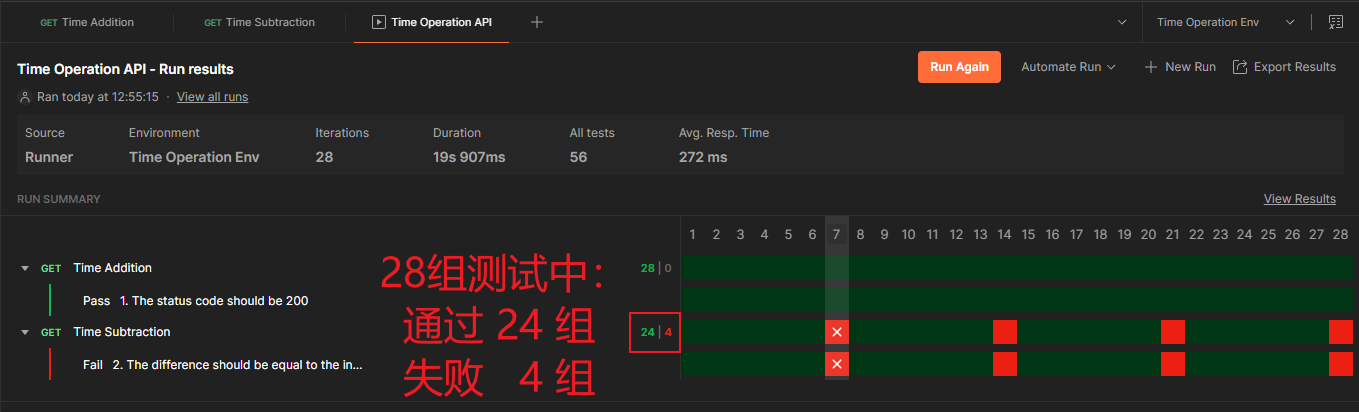 GET Time Addition
GET Time Subtraction
Time Operation API
Time Operation Env
Time Operation API - Run results
Run Again
Automate Run
New Run
Export Results
Ran today at 12:55:15 · View all runs
Source Environment Iterations Duration All tests Avg. Resp. Time
Runner Time Operation Env 28 19s 907ms 56 272 ms
RUN SUMMARY
View Results
1 2 3 4 5 6 7 8 9 10 11 12 13 14 15 16 17 18 19 20 21 22 23 24 25 26 27 28
GET Time Addition 28 | 0
Pass 1. The status code should be 200
GET Time Subtraction 24 | 4
Fail 2. The difference should be equal to the in...
28组测试中：
通过 24 组
失败 4 组